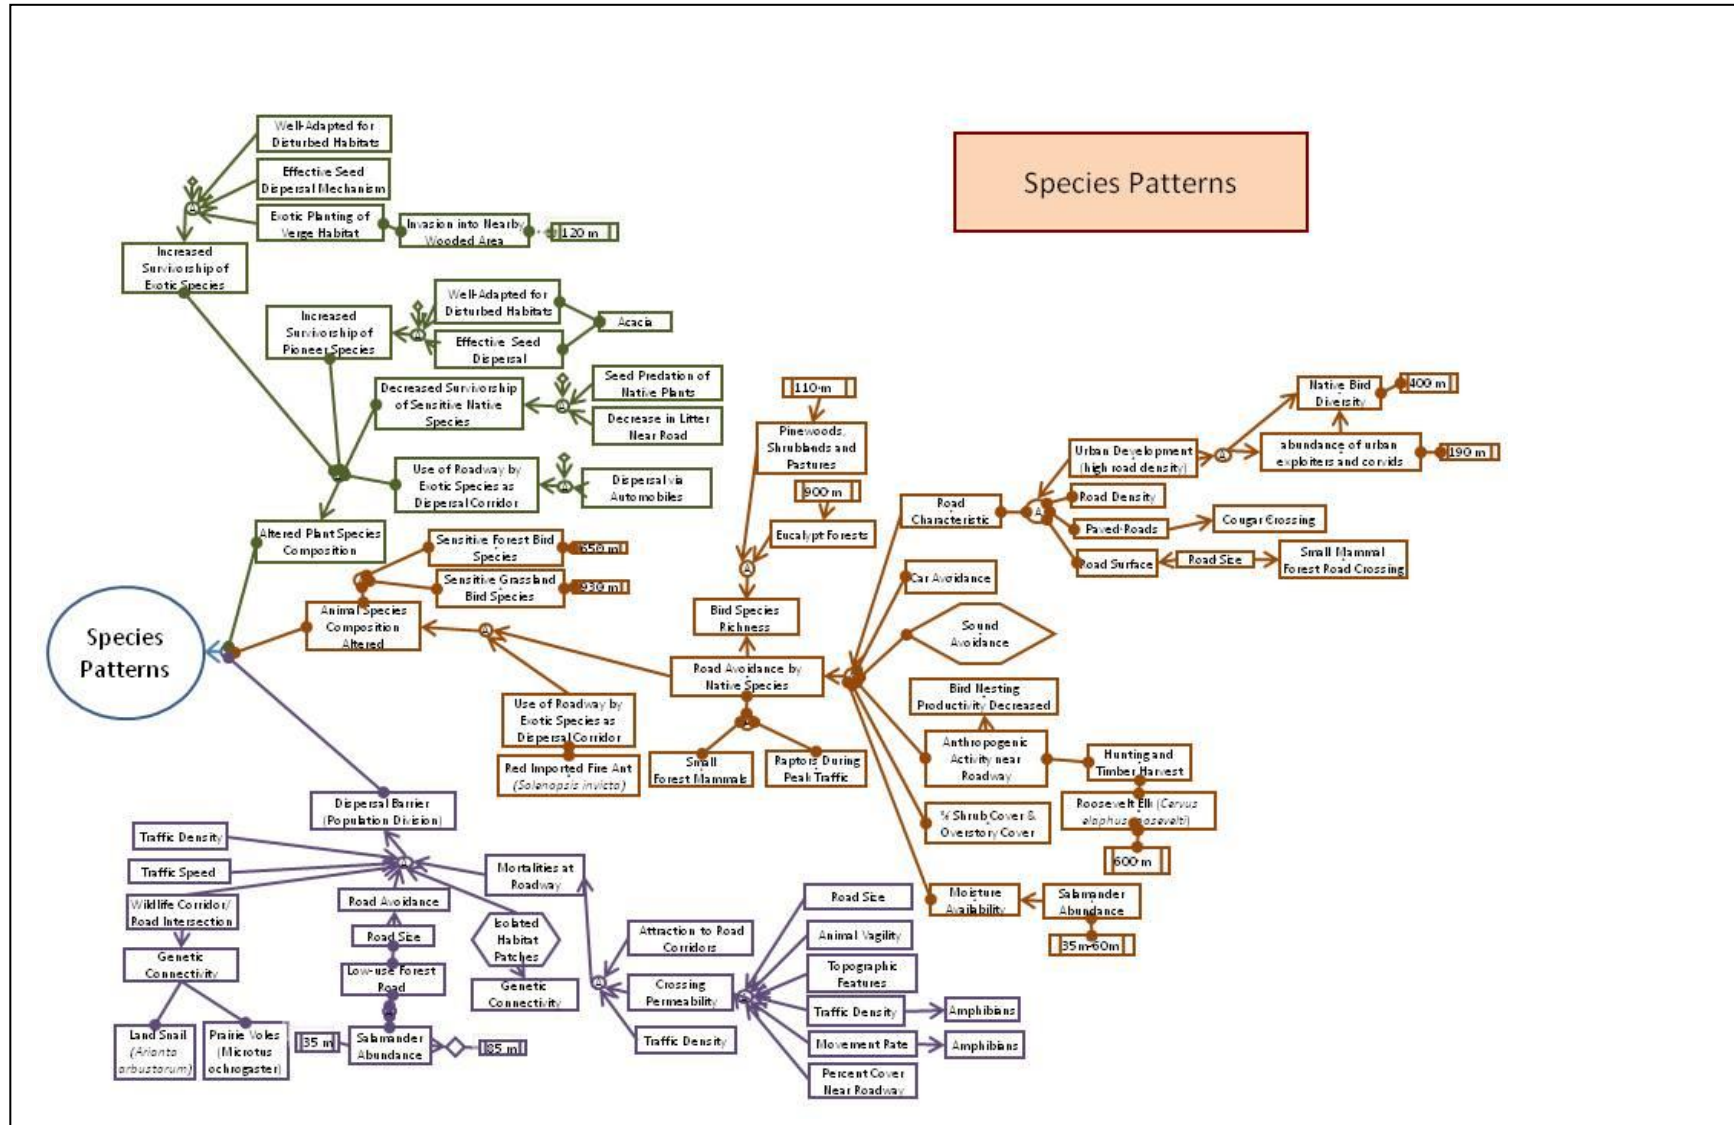 Species Patterns
Well-Adapted for
Disturbed Habitats
Effective Seed
Dispersal Mechanism
Exotic Planting of
Verge Habitat
Invasion into Nearby
Wooded Area
120 m
Increased
Survivorship of
Exotic Species
Increased
Survivorship of
Pioneer Species
Well-Adapted for
Disturbed Habitats
Effective Seed
Dispersal
Acacia
Decreased Survivorship
of Sensitive Native
Species
Seed Predation of
Native Plants
Decrease in Litter
Near Road
Use of Roadway by
Exotic Species as
Dispersal Corridor
Dispersal via
Automobiles
Altered Plant Species
Composition
Sensitive Forest Bird
Species
650 m
Sensitive Grassland
Bird Species
930 m
Animal Species
Composition
Altered
Species
Patterns
110 m
Pinewoods,
Shrublands and
Pastures
900 m
Eucalypt Forests
Bird Species
Richness
Road Avoidance by
Native Species
Use of Roadway by
Exotic Species as
Dispersal Corridor
Red Imported Fire Ant
(Solenopsis invicta)
Small
Forest Mammals
Raptors During
Peak Traffic
Road
Characteristic
Urban Development
(high road density)
Native Bird
Diversity
400 m
abundance of urban
exploiters and corvids
190 m
Road Density
Paved-Roads
Cougar Crossing
Road Surface
Road Size
Small Mammal
Forest Road Crossing
Car Avoidance
Sound
Avoidance
Bird Nesting
Productivity Decreased
Anthropogenic
Activity near
Roadway
Hunting and
Timber Harvest
Roosevelt Elk (Cervus
elaphus roosevelti)
600 m
% Shrub Cover &
Overstory Cover
Moisture
Availability
Salamander
Abundance
35m-60m
Dispersal Barrier
(Population Division)
Traffic Density
Traffic Speed
Wildlife Corridor/
Road Intersection
Genetic
Connectivity
Land Snail
(Arianta
arbustorum)
Prairie Voles
(Microtus
ochrogaster)
Road Avoidance
Road Size
Low-use Forest
Road
35 m
Salamander
Abundance
85 m
Mortalities at
Roadway
Isolated
Habitat
Patches
Genetic
Connectivity
Attraction to Road
Corridors
Crossing
Permeability
Traffic Density
Road Size
Animal Vagility
Topographic
Features
Traffic Density
Amphibians
Movement Rate
Amphibians
Percent Cover
Near Roadway